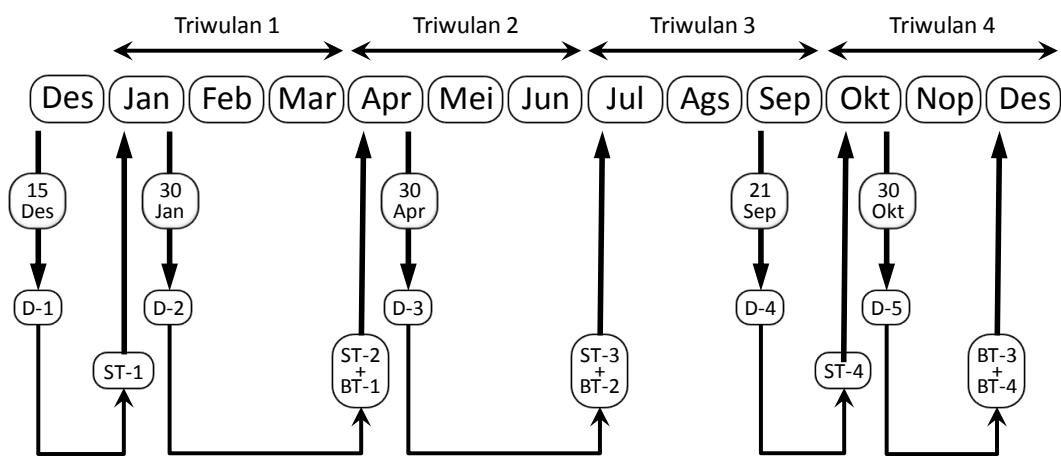 Triwulan 1
Triwulan 2
Triwulan 3
Triwulan 4
Des
Jan
Feb
Mar
Apr
Mei
Jun
Jul
Ags
Sep
Okt
Nop
Des
15
Des
30
Jan
30
Apr
21
Sep
30
Okt
D-1
D-2
D-3
D-4
D-5
ST-1
ST-2
+
BT-1
ST-3
+
BT-2
ST-4
BT-3
+
BT-4